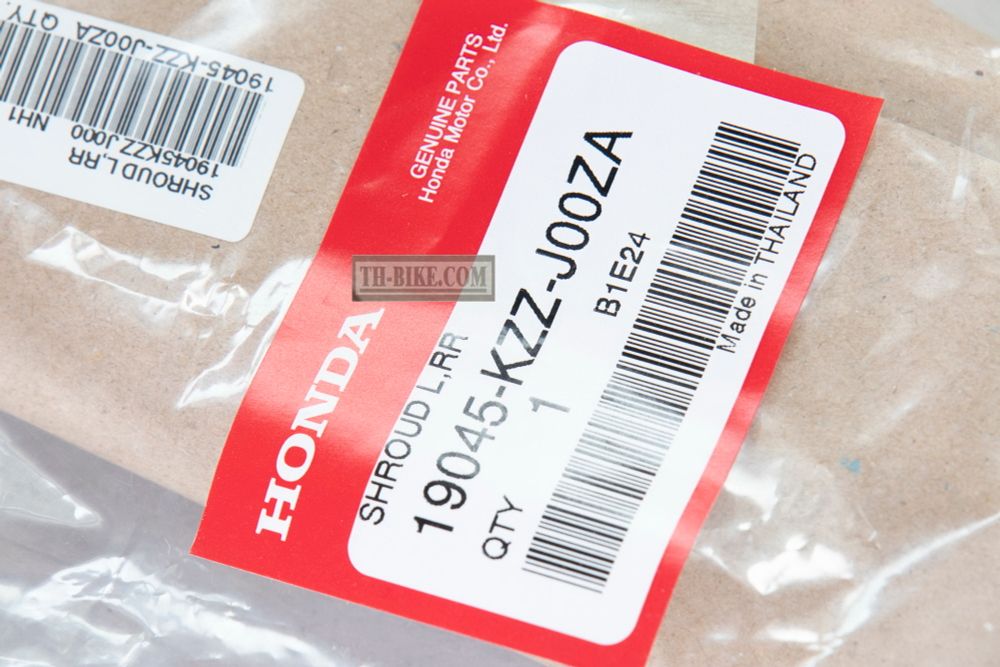 19045-KZZ-J00ZA QTY.
19045KZZ J000 NH1
SHROUD L,RR
GENUINE PARTS
Honda Motor Co., Ltd.
HONDA
SHROUD L,RR
19045-KZZ-J00ZA
QTY 1 B1E24
Made in THAILAND
TH-BIKE.COM